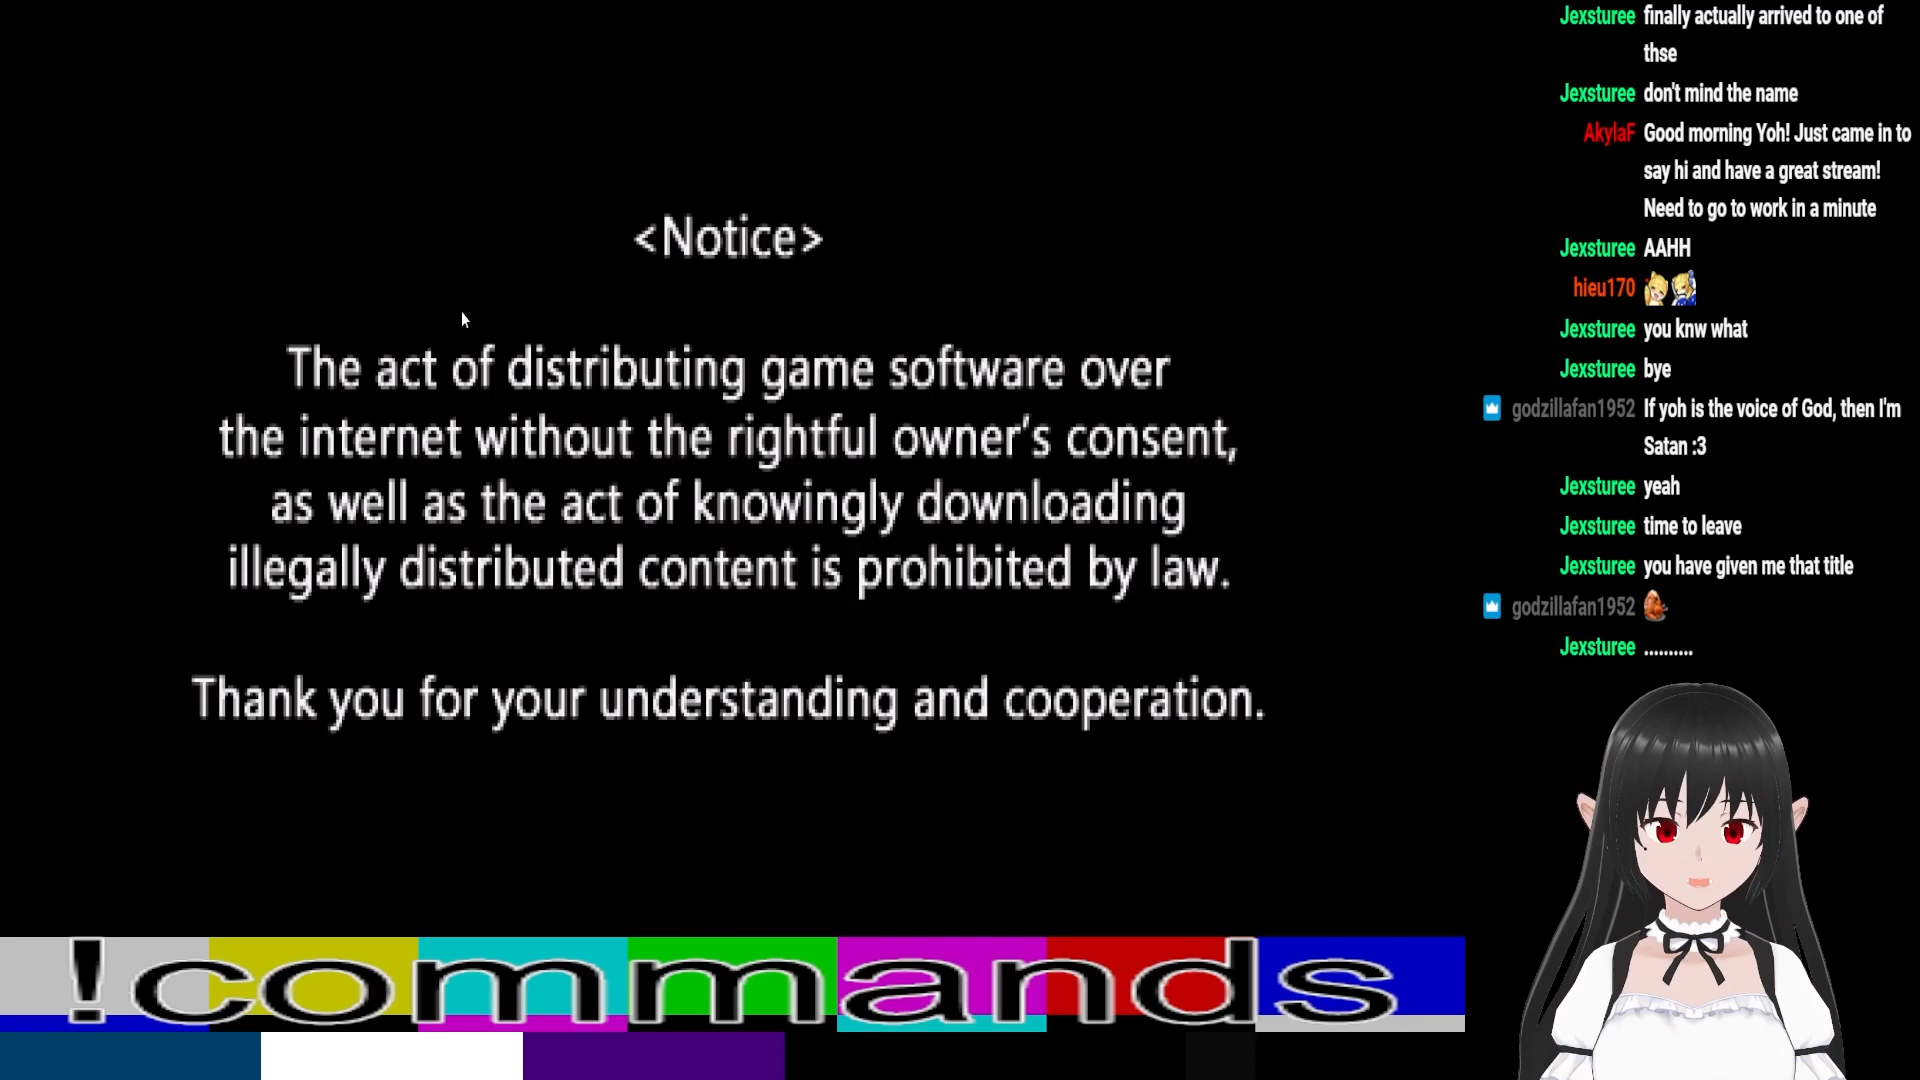 <Notice>
The act of distributing game software over
the internet without the rightful owner’s consent,
as well as the act of knowingly downloading
illegally distributed content is prohibited by law.
Thank you for your understanding and cooperation.
!commands
Jexsturee finally actually arrived to one of
thse
Jexsturee don't mind the name
AkylaF Good morning Yoh! Just came in to
say hi and have a great stream!
Need to go to work in a minute
Jexsturee AAHH
hieu170
Jexsturee you knw what
Jexsturee bye
godzillafan1952 If yoh is the voice of God, then I'm
Satan :3
Jexsturee yeah
Jexsturee time to leave
Jexsturee you have given me that title
godzillafan1952
Jexsturee ..........